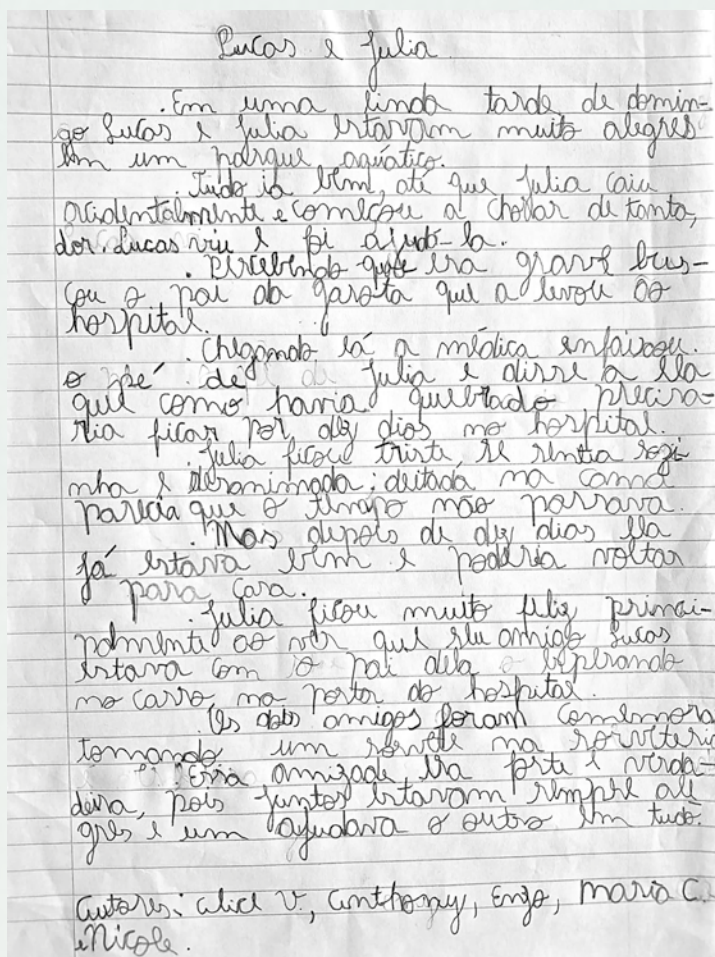 Lucas e Julia
. Em uma linda tarde de domin-
go Lucas e Julia estavam muito alegres
em um parque aquático.
. Tudo ia bem, até que Julia caiu
acidentalmente e começou a chorar de tanta,
dor. Lucas viu e foi ajudá-la.
. Percebendo que era grave bus-
cou o pai da garota que a levou ao
hospital.
. Chegando lá a médica enfaixou
o pé de Julia e disse a ela
que como havia quebrado precisa-
ria ficar por dez dias no hospital.
. Julia ficou triste, se sentia sozi-
nha e desanimada; deitada na cama
parecia que o tempo não passava.
. Mas depois de dez dias ela
já estava bem e poderia voltar
para casa.
. Julia ficou muito feliz princi-
palmente ao ver que seu amigo Lucas
estava com o pai dela esperando
no carro, na porta do hospital.
Os dois amigos foram comemora
tomando um sorvete na sorveteri
Essa amizade era forte e verda-
deira, pois juntos estavam sempre ale
gres e um ajudava o outro em tudo.
Autores: Alice V., Anthony, Enzo, Maria C.
e Nicole.